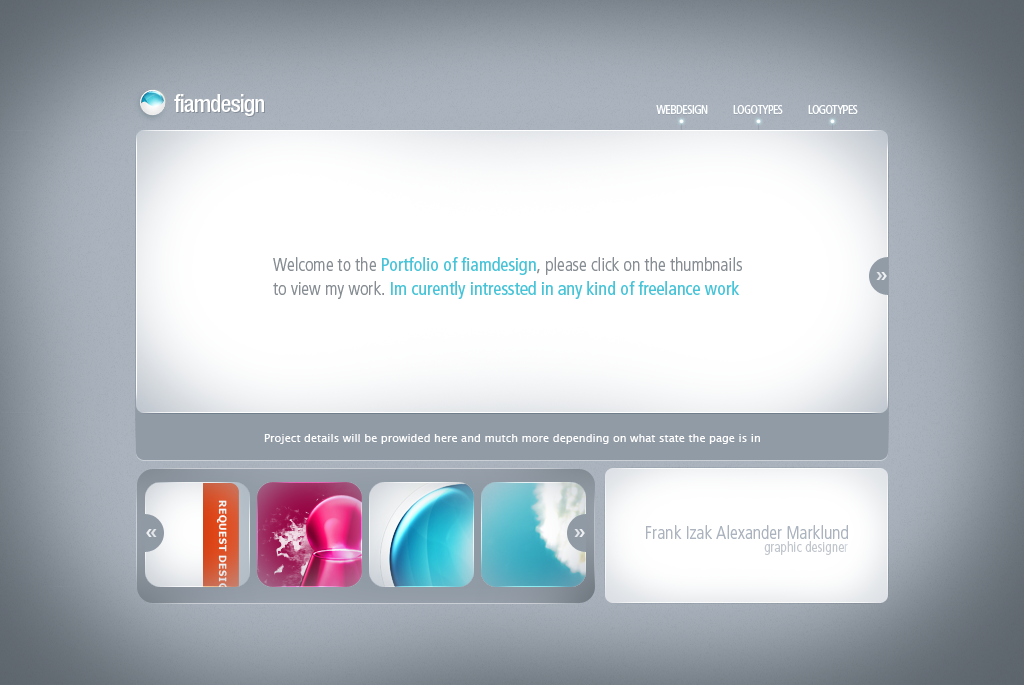 fiamdesign
WEBDESIGN LOGOTYPES LOGOTYPES
Welcome to the Portfolio of fiamdesign, please click on the thumbnails
to view my work. Im curently intressted in any kind of freelance work
»
Project details will be prowided here and mutch more depending on what state the page is in
«
REQUEST DESIG
»
Frank Izak Alexander Marklund
graphic designer